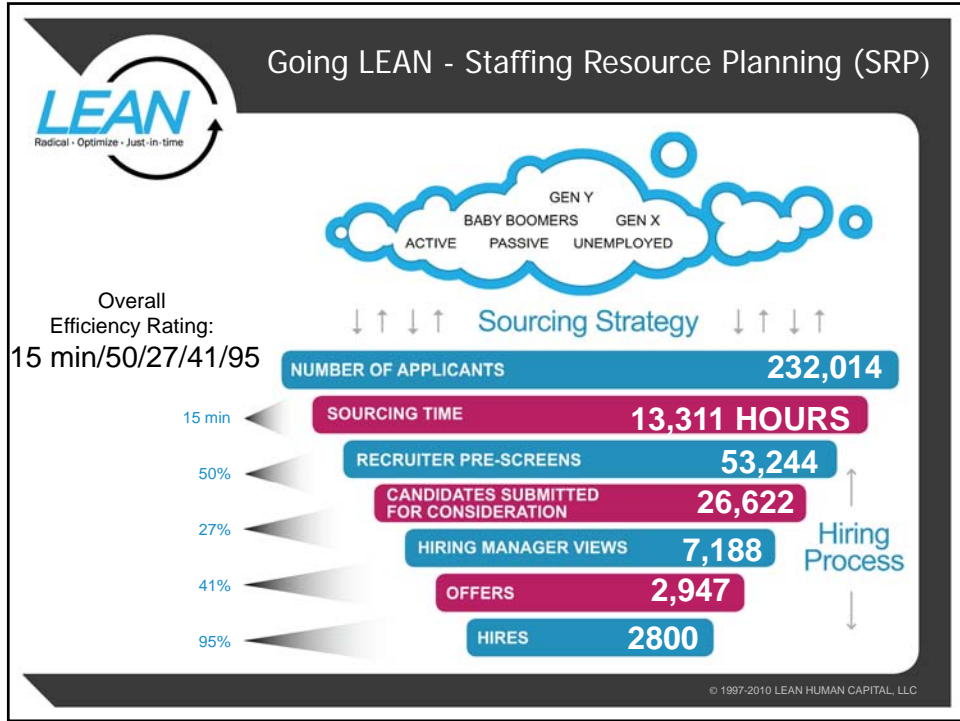 Going LEAN - Staffing Resource Planning (SRP)
LEAN
Radical • Optimize • Just-in-time
GEN Y
BABY BOOMERS GEN X
ACTIVE PASSIVE UNEMPLOYED
Overall
Efficiency Rating:
15 min/50/27/41/95
Sourcing Strategy
NUMBER OF APPLICANTS 232,014
15 min
SOURCING TIME 13,311 HOURS
50%
RECRUITER PRE-SCREENS 53,244
CANDIDATES SUBMITTED
FOR CONSIDERATION 26,622
27%
HIRING MANAGER VIEWS 7,188
Hiring
Process
41%
OFFERS 2,947
95%
HIRES 2800
© 1997-2010 LEAN HUMAN CAPITAL, LLC